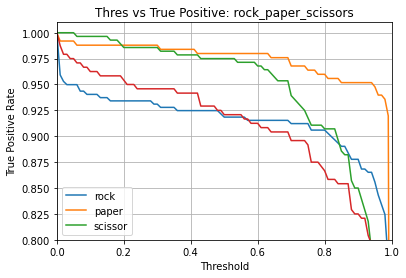 Thres vs True Positive: rock_paper_scissors
True Positive Rate
1.000
0.975
0.950
0.925
0.900
0.875
0.850
0.825
0.800
rock
paper
scissor
0.0 0.2 0.4 0.6 0.8 1.0
Threshold